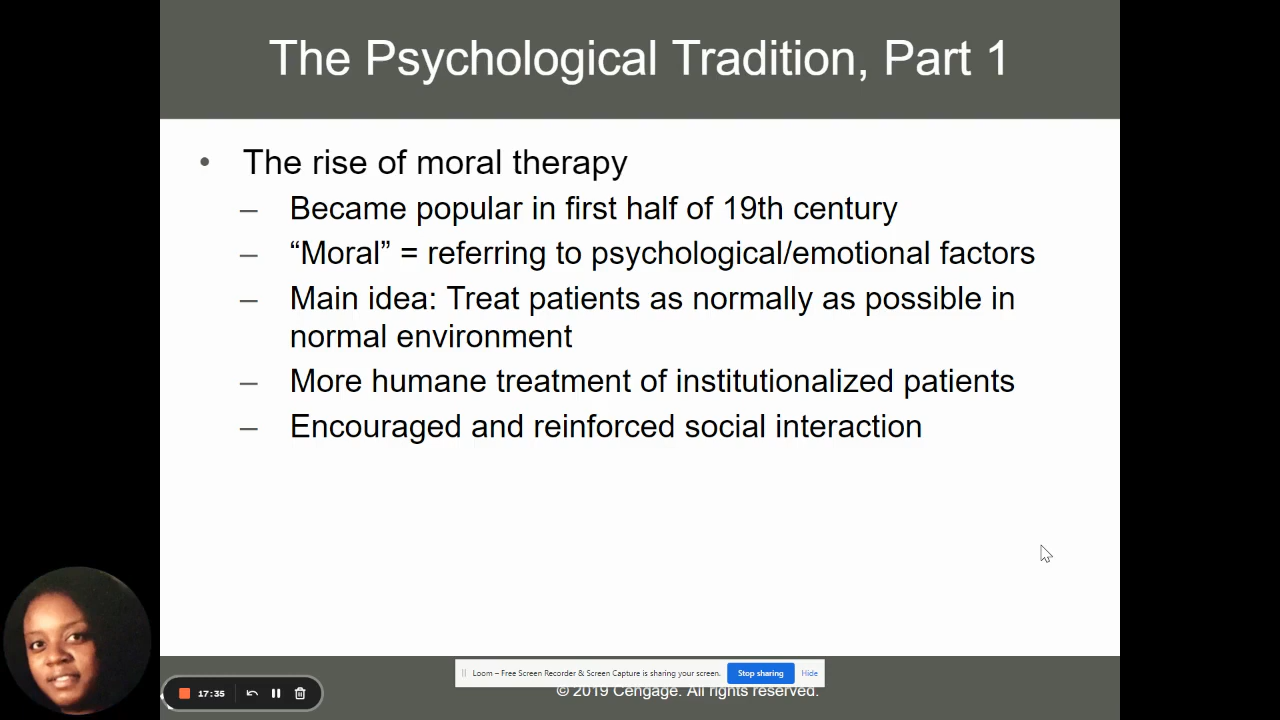 The Psychological Tradition, Part 1
• The rise of moral therapy
– Became popular in first half of 19th century
– “Moral” = referring to psychological/emotional factors
– Main idea: Treat patients as normally as possible in
normal environment
– More humane treatment of institutionalized patients
– Encouraged and reinforced social interaction
Loom – Free Screen Recorder & Screen Capture is sharing your screen. Stop sharing Hide
17:35
© 2019 Cengage. All rights reserved.